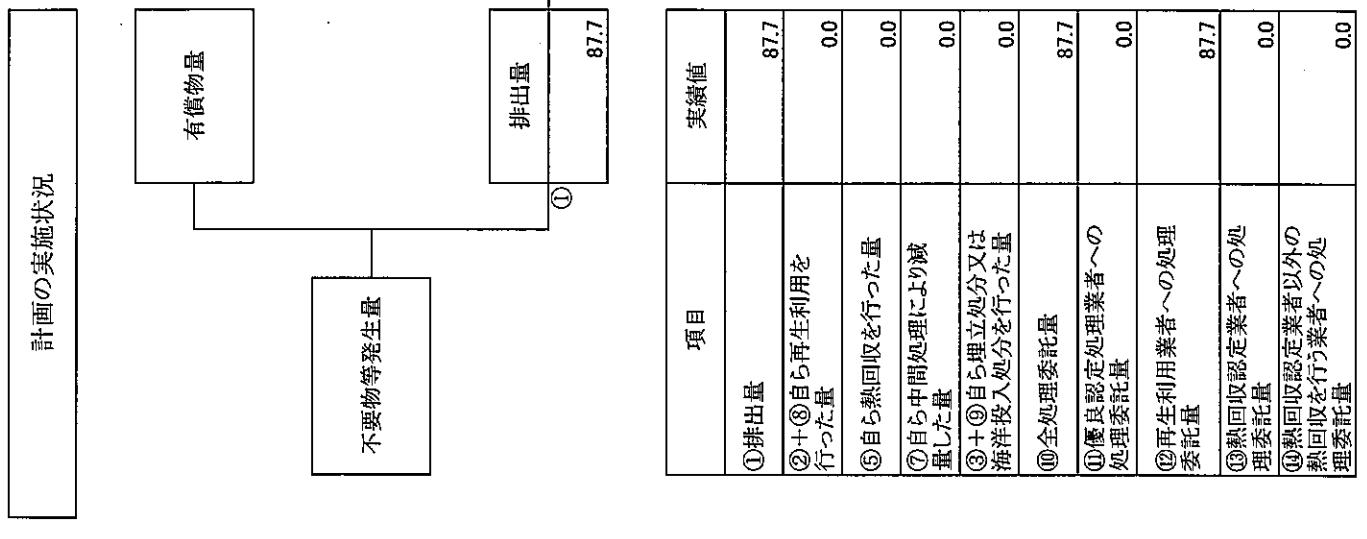 計画の実施状況
有償物量
不要物等発生量
排出量
①
87.7
項目
実績値
①排出量
87.7
②+⑧自ら再生利用を
行った量
0.0
⑤自ら熱回収を行った量
0.0
⑦自ら中間処理により減
量した量
0.0
③+⑨自ら埋立処分又は
海洋投入処分を行った量
0.0
⑩全処理委託量
87.7
⑪優良認定処理業者への
処理委託量
0.0
⑫再生利用業者への処理
委託量
87.7
⑬熱回収認定業者への処
理委託量
0.0
⑭熱回収認定業者以外の
熱回収を行う業者への処
理委託量
0.0